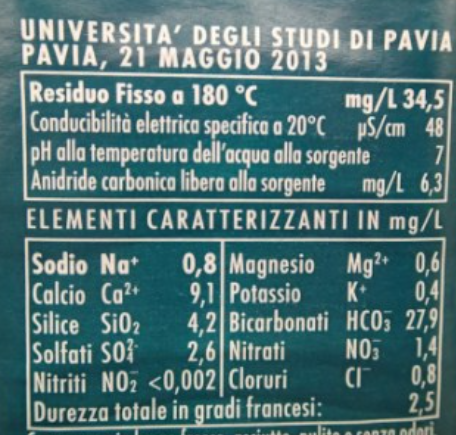 UNIVERSITA' DEGLI STUDI DI PAVIA
PAVIA, 21 MAGGIO 2013
Residuo Fisso a 180 °C mg/L 34,5
Conducibilità elettrica specifica a 20°C µS/cm 48
pH alla temperatura dell'acqua alla sorgente 7
Anidride carbonica libera alla sorgente mg/L 6,3
ELEMENTI CARATTERIZZANTI IN mg/L
Sodio Na⁺ 0,8 Magnesio Mg²⁺ 0,6
Calcio Ca²⁺ 9,1 Potassio K⁺ 0,4
Silice SiO₂ 4,2 Bicarbonati HCO₃⁻ 27,9
Solfati SO₄²⁻ 2,6 Nitrati NO₃⁻ 1,4
Nitriti NO₂⁻ <0,002 Cloruri Cl⁻ 0,8
Durezza totale in gradi francesi: 2,5